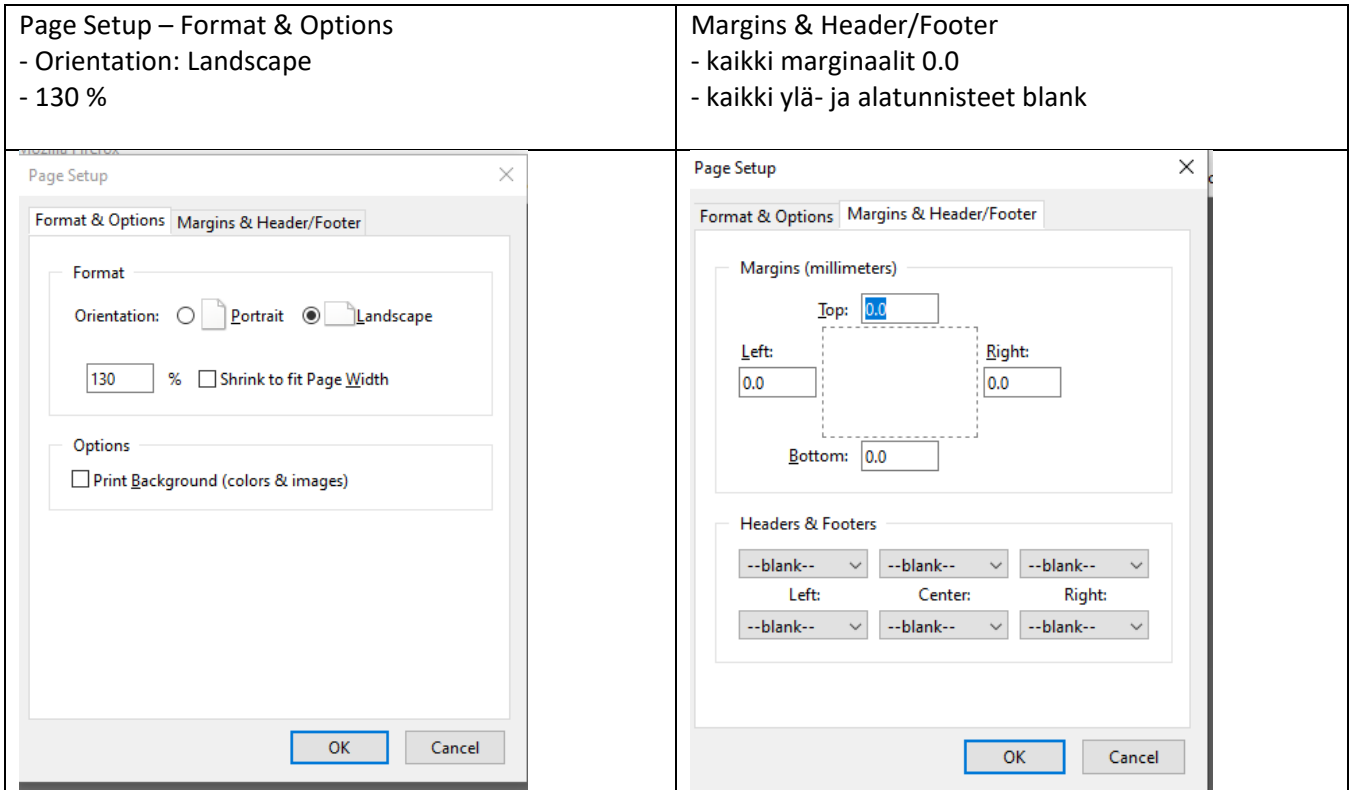 Page Setup – Format & Options
- Orientation: Landscape
- 130 %
Margins & Header/Footer
- kaikki marginaalit 0.0
- kaikki ylä- ja alatunnisteet blank
Mozilla Firefox
Page Setup
Format & Options Margins & Header/Footer
Format
Orientation: Portrait Landscape
130 % Shrink to fit Page Width
Options
Print Background (colors & images)
OK Cancel
Page Setup
Format & Options Margins & Header/Footer
Margins (millimeters)
Top: 0.0
Left: Right:
0.0 0.0
Bottom: 0.0
Headers & Footers
--blank-- --blank-- --blank--
Left: Center: Right:
--blank-- --blank-- --blank--
OK Cancel